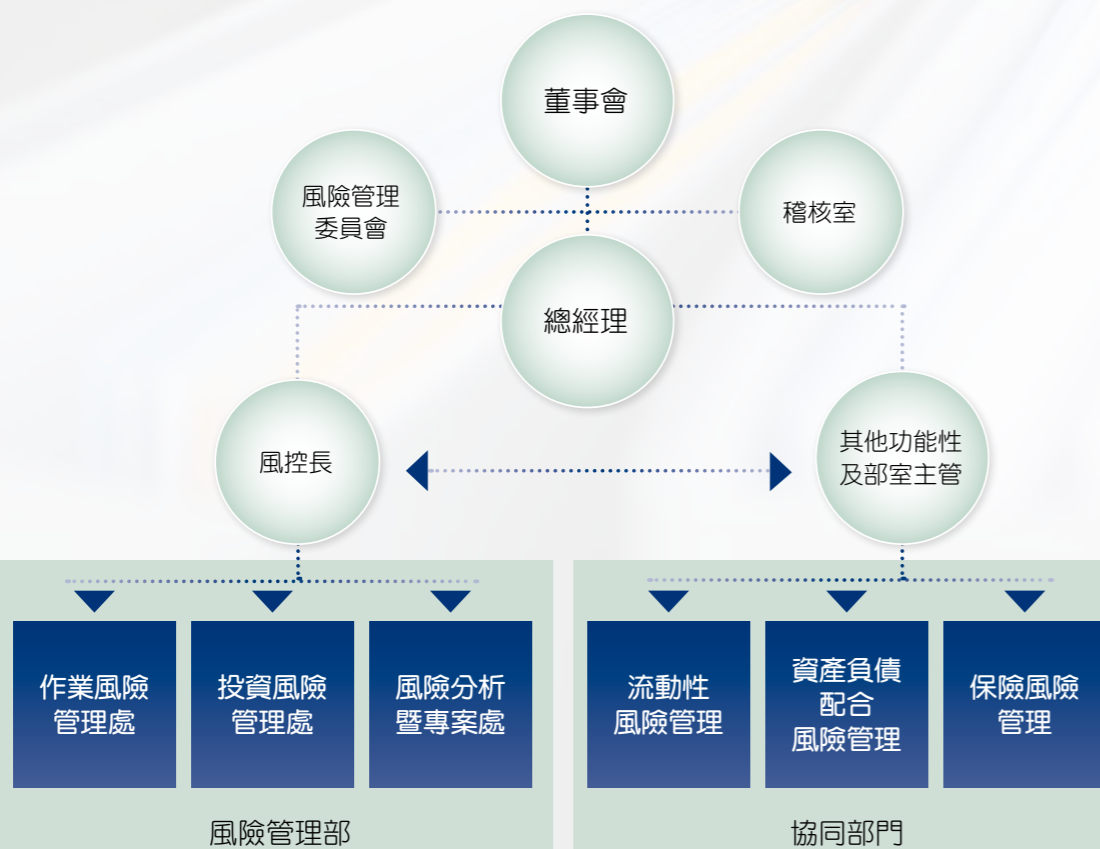 董事會
風險管理
委員會
稽核室
總經理
風控長
其他功能性
及部室主管
作業風險
管理處
投資風險
管理處
風險分析
暨專案處
流動性
風險管理
資產負債
配合
風險管理
保險風險
管理
風險管理部
協同部門